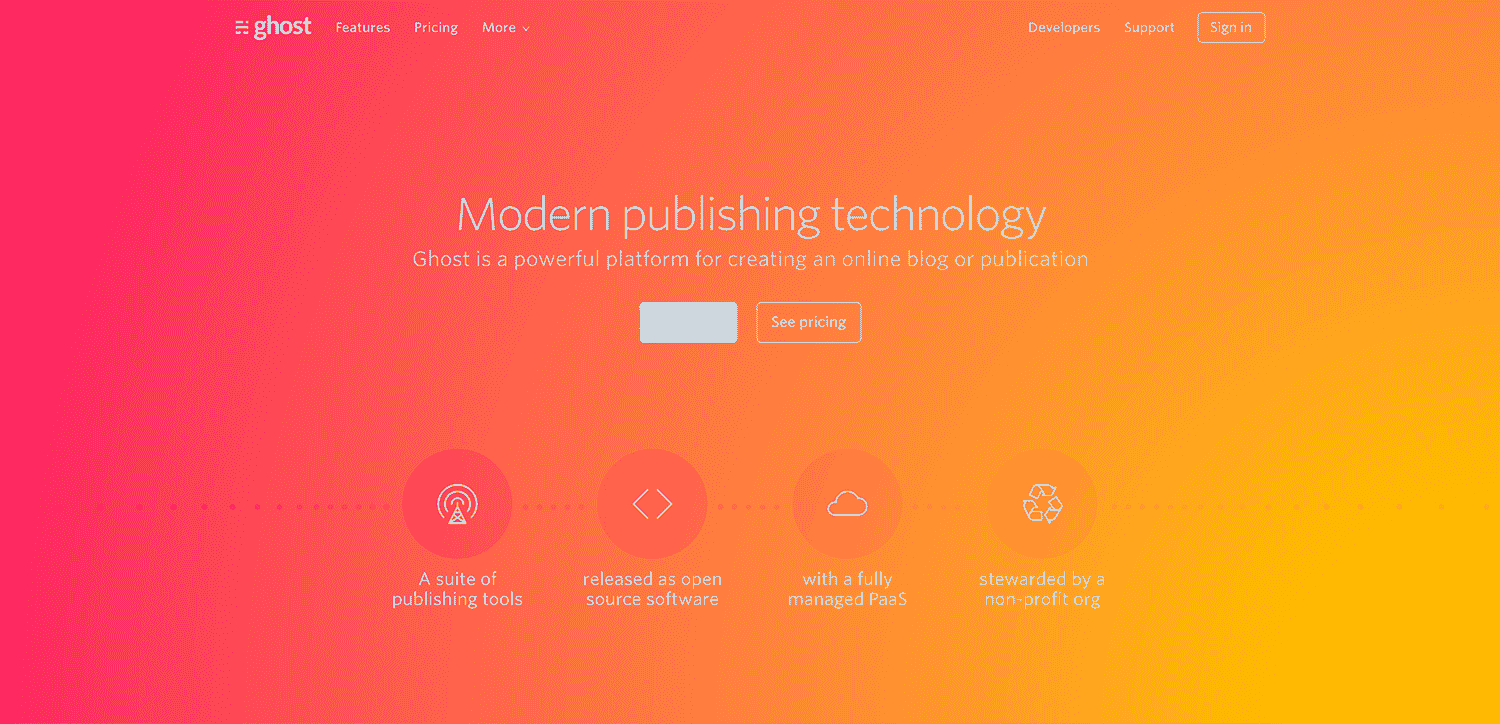 ghost Features Pricing More Developers Support Sign in
Modern publishing technology
Ghost is a powerful platform for creating an online blog or publication
See pricing
A suite of
publishing tools
released as open
source software
with a fully
managed PaaS
stewarded by a
non-profit org